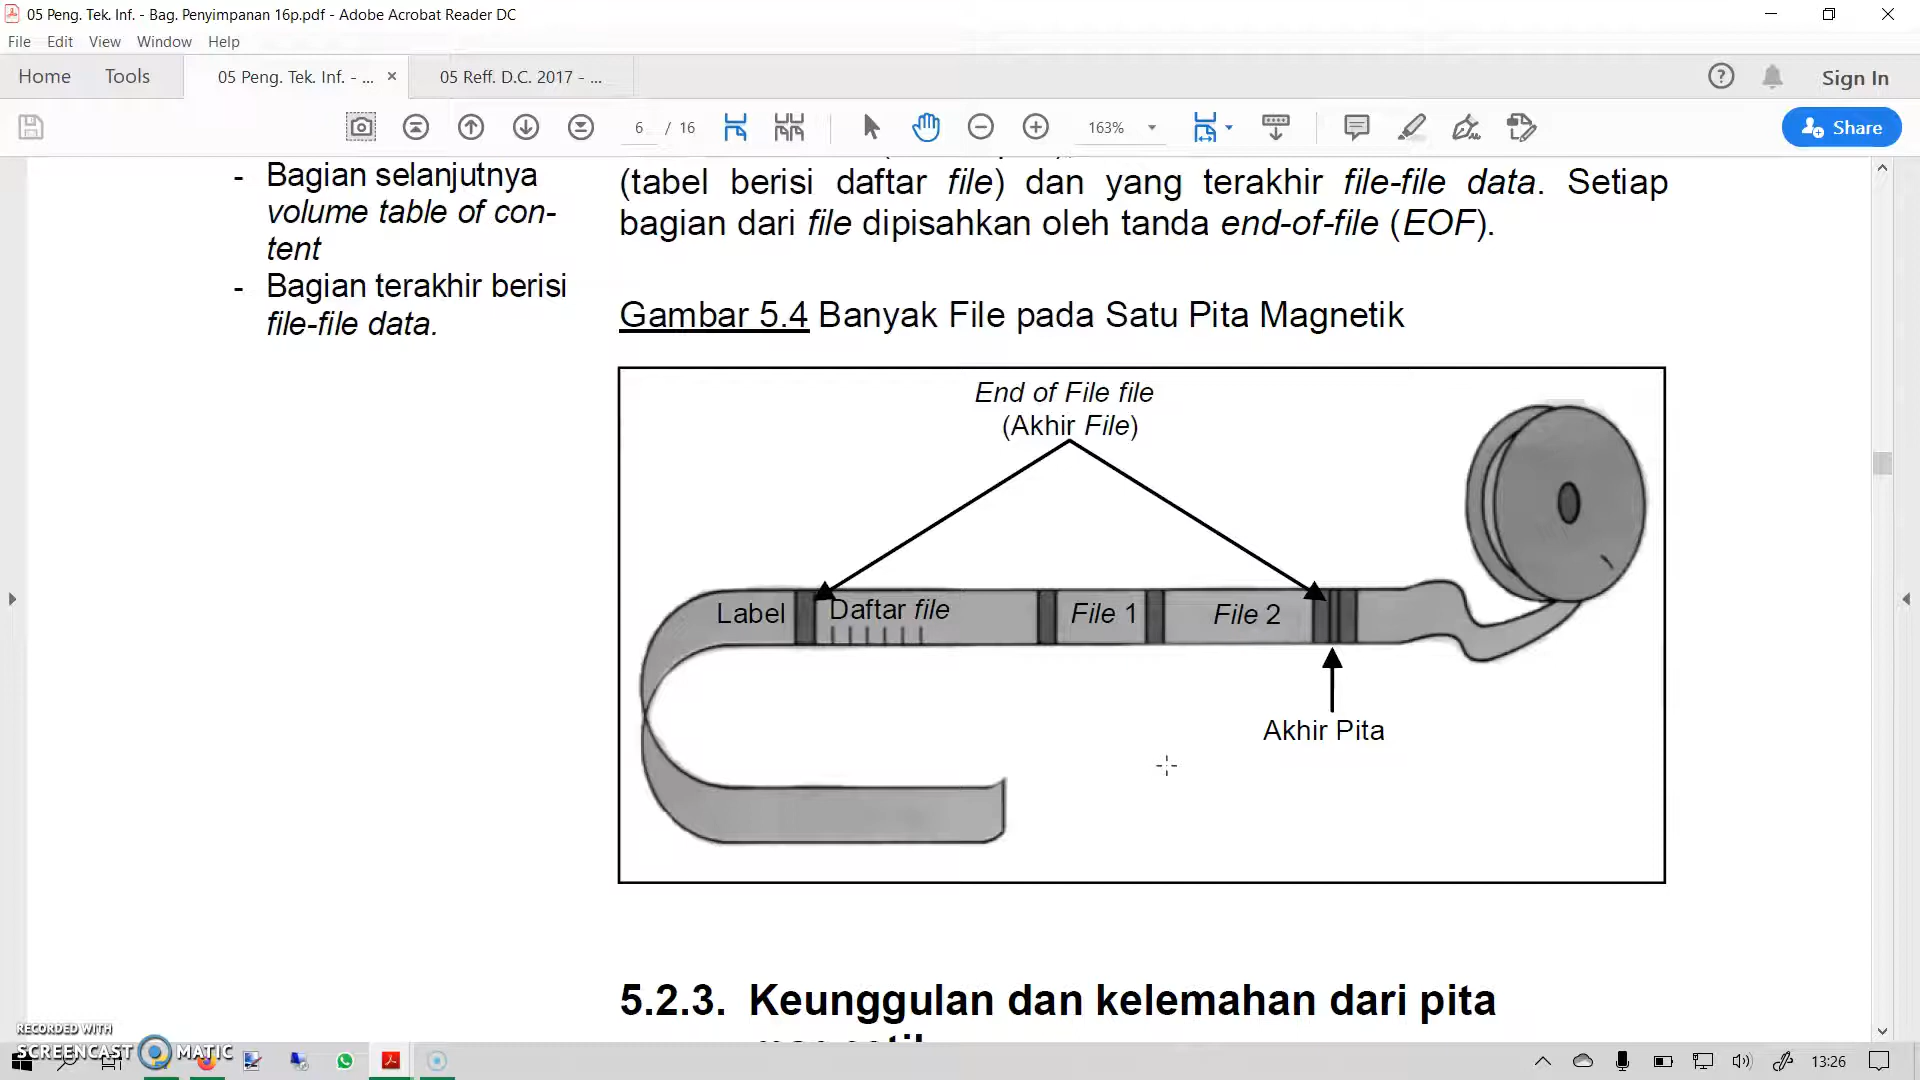 05 Peng. Tek. Inf. - Bag. Penyimpanan 16p.pdf - Adobe Acrobat Reader DC
File Edit View Window Help
Home Tools 05 Peng. Tek. Inf. - ... × 05 Reff. D.C. 2017 - ... Sign In
6 / 16 163% Share
- Bagian selanjutnya
volume table of con-
tent
- Bagian terakhir berisi
file-file data.
(tabel berisi daftar file) dan yang terakhir file-file data. Setiap
bagian dari file dipisahkan oleh tanda end-of-file (EOF).
Gambar 5.4 Banyak File pada Satu Pita Magnetik
End of File file
(Akhir File)
Label Daftar file File 1 File 2
Akhir Pita
5.2.3. Keunggulan dan kelemahan dari pita
RECORDED WITH
SCREENCAST MATIC
13:26